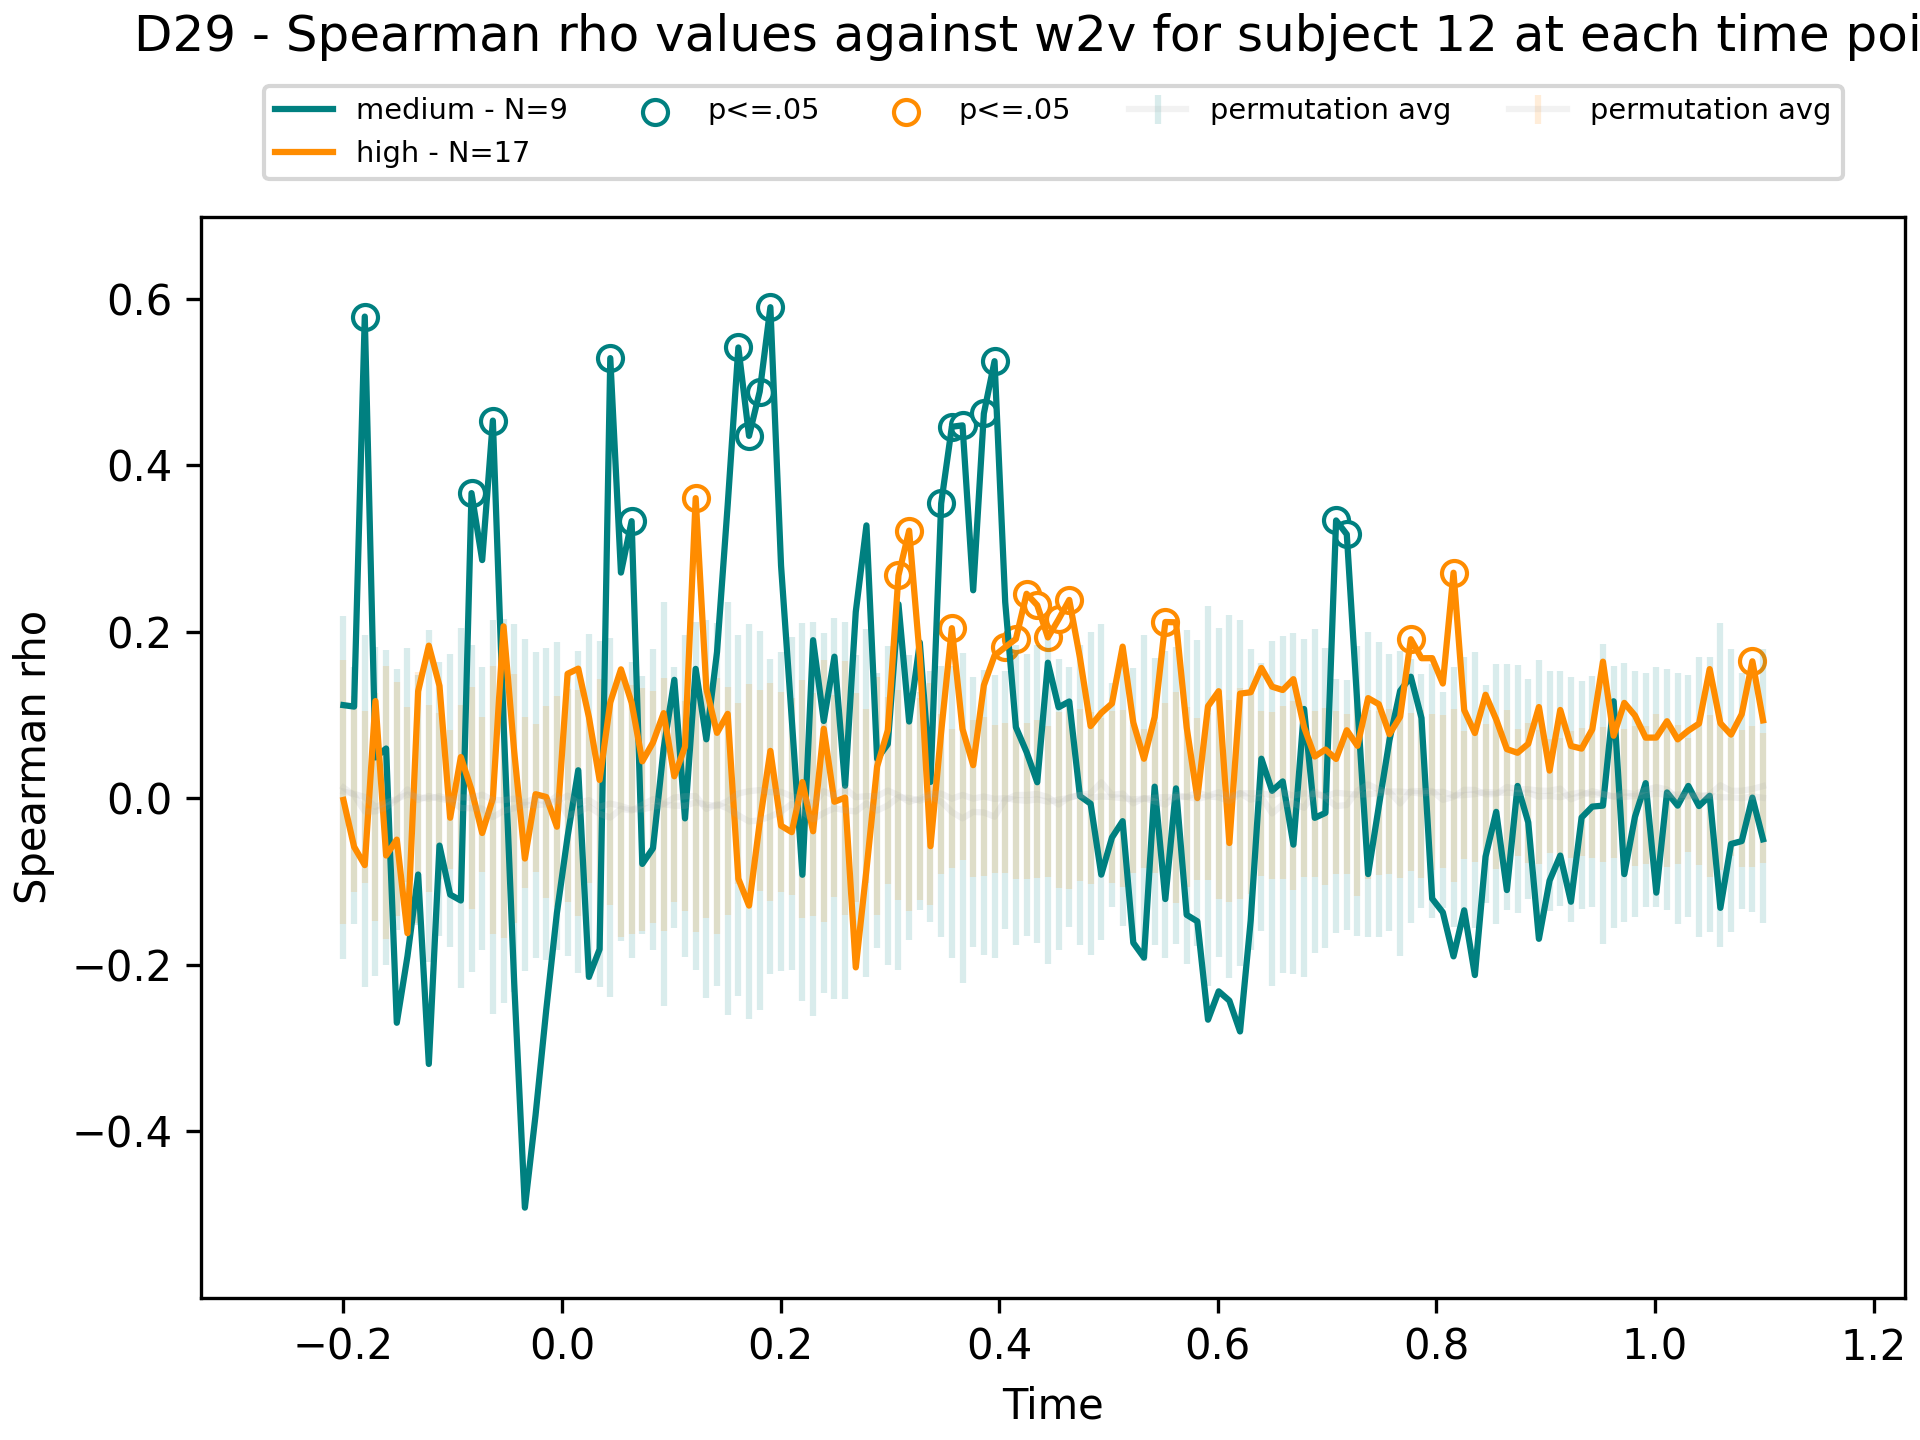 D29 - Spearman rho values against w2v for subject 12 at each time poi
medium - N=9
high - N=17
p<=.05
p<=.05
permutation avg
permutation avg
Spearman rho
0.6
0.4
0.2
0.0
−0.2
−0.4
−0.2
0.0
0.2
0.4
0.6
0.8
1.0
1.2
Time